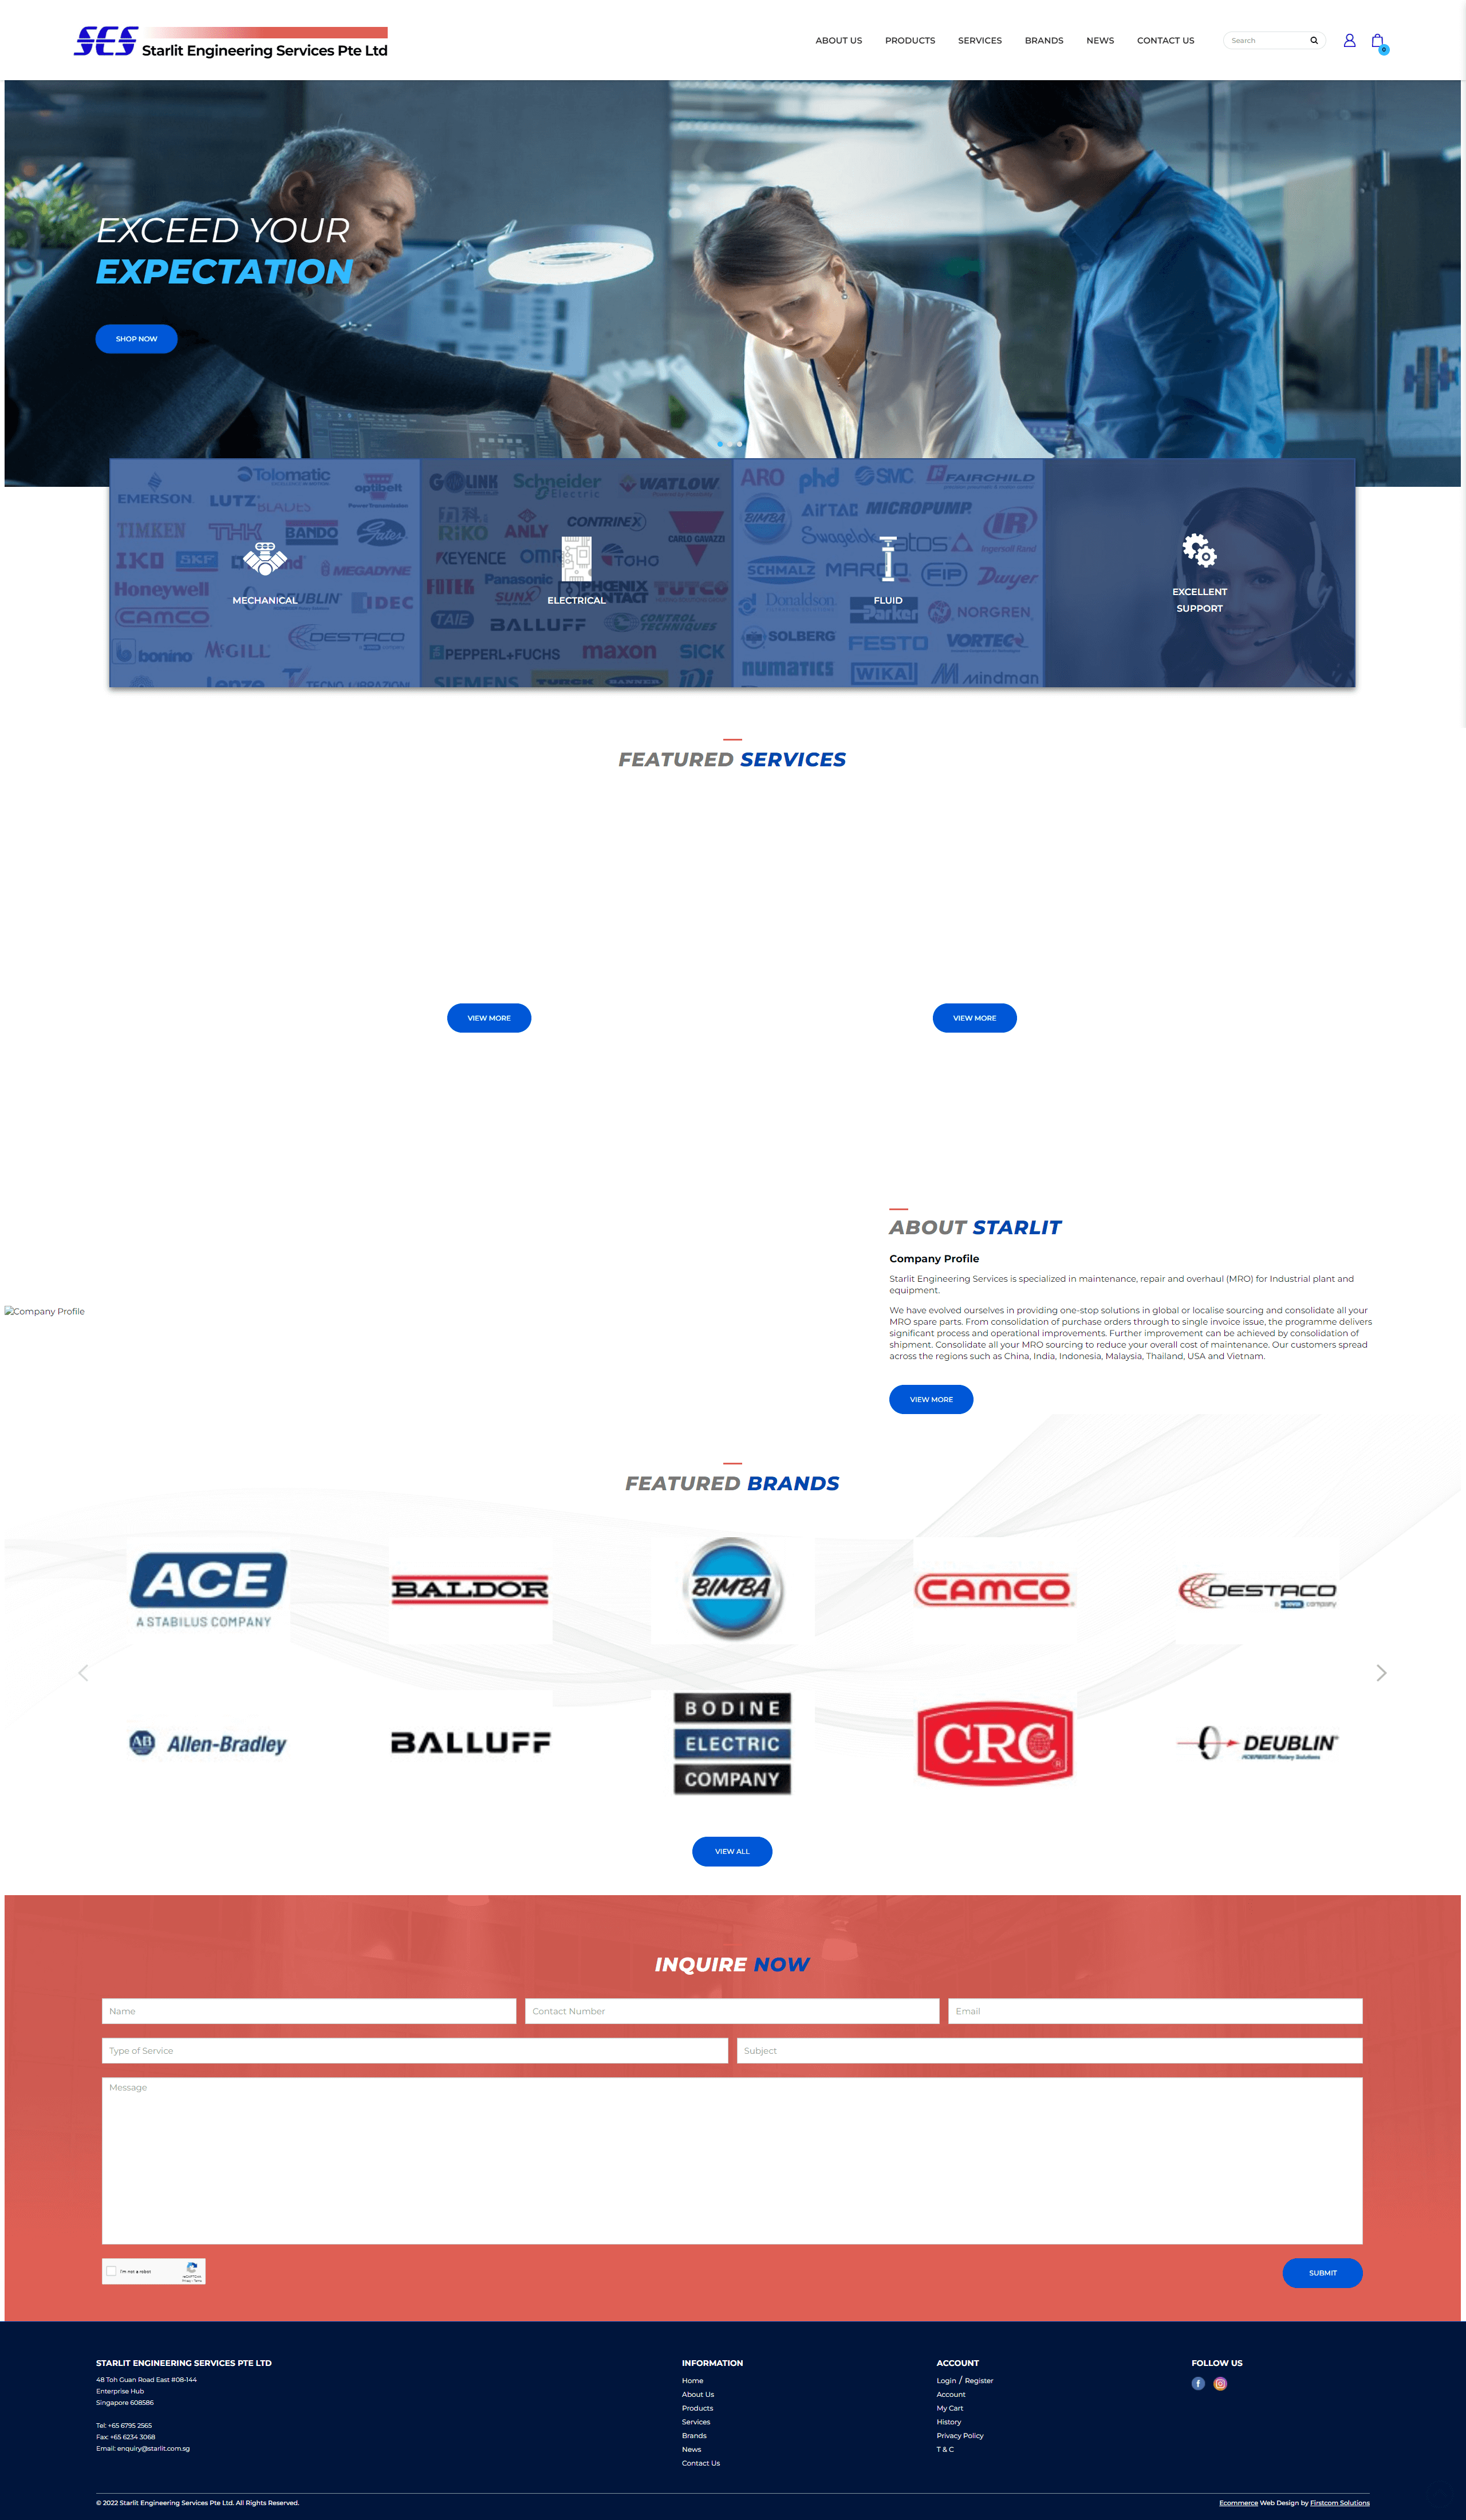 SES
Starlit Engineering Services Pte Ltd
ABOUT US
PRODUCTS
SERVICES
BRANDS
NEWS
CONTACT US
Search
0
EXCEED YOUR
EXPECTATION
SHOP NOW
EMERSON
Tolomatic
LUTZ BLADES
optibelt
Power Transmission
TIMKEN
THK
BANDO
Gates
IKO
SKF
MEGADYNE
Honeywell
DEUBLIN
IDEC
CAMCO
DESTACO
bonino
McGILL
Lenze
TECNO VIBRAZIONI
MECHANICAL
GOLINK
Schneider
Electric
WATLOW
RiKO
ANLY
CONTRINEX
CARLO GAVAZZI
KEYENCE
TOHO
Panasonic
SUNX
PHOENIX
CONTACT
TUTCO
TAIE
BALLUFF
CONTROL
TECHNIQUES
PEPPERL+FUCHS
maxon
SICK
SIEMENS
TURCK
BANNER
ELECTRICAL
ARO
phd
SMC
FAIRCHILD
BIMBA
AirTAC
MICROPUMP
IR
Ingersoll Rand
Swagelok
atos
SCHMALZ
MARCO
FIP
Dwyer
Donaldson
Parker
NORGREN
SOLBERG
FESTO
VORTEC
numatics
WIKAI
Mindman
FLUID
EXCELLENT
SUPPORT
FEATURED SERVICES
VIEW MORE
VIEW MORE
Company Profile
ABOUT STARLIT
Company Profile
Starlit Engineering Services is specialized in maintenance, repair and overhaul (MRO) for Industrial plant and
equipment.
We have evolved ourselves in providing one-stop solutions in global or localise sourcing and consolidate all your
MRO spare parts. From consolidation of purchase orders through to single invoice issue, the programme delivers
significant process and operational improvements. Further improvement can be achieved by consolidation of
shipment. Consolidate all your MRO sourcing to reduce your overall cost of maintenance. Our customers spread
across the regions such as China, India, Indonesia, Malaysia, Thailand, USA and Vietnam.
VIEW MORE
FEATURED BRANDS
ACE
A STABILUS COMPANY
BALDOR
BIMBA
CAMCO
DESTACO
a DOVER company
AB Allen-Bradley
BALLUFF
BODINE
ELECTRIC
COMPANY
CRC
DEUBLIN
Rotary Solutions
VIEW ALL
INQUIRE NOW
Name
Contact Number
Email
Type of Service
Subject
Message
I'm not a robot
reCAPTCHA
Privacy - Terms
SUBMIT
STARLIT ENGINEERING SERVICES PTE LTD
48 Toh Guan Road East #08-144
Enterprise Hub
Singapore 608586
Tel: +65 6795 2565
Fax: +65 6234 3068
Email: enquiry@starlit.com.sg
INFORMATION
Home
About Us
Products
Services
Brands
News
Contact Us
ACCOUNT
Login / Register
Account
My Cart
History
Privacy Policy
T & C
FOLLOW US
© 2022 Starlit Engineering Services Pte Ltd. All Rights Reserved.
Ecommerce Web Design by Firstcom Solutions